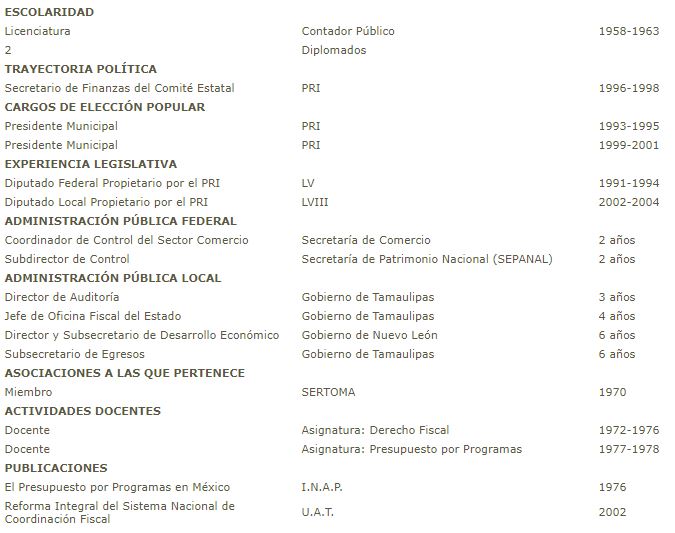 ESCOLARIDAD
Licenciatura Contador Público 1958-1963
2 Diplomados
TRAYECTORIA POLÍTICA
Secretario de Finanzas del Comité Estatal PRI 1996-1998
CARGOS DE ELECCIÓN POPULAR
Presidente Municipal PRI 1993-1995
Presidente Municipal PRI 1999-2001
EXPERIENCIA LEGISLATIVA
Diputado Federal Propietario por el PRI LV 1991-1994
Diputado Local Propietario por el PRI LVIII 2002-2004
ADMINISTRACIÓN PÚBLICA FEDERAL
Coordinador de Control del Sector Comercio Secretaría de Comercio 2 años
Subdirector de Control Secretaría de Patrimonio Nacional (SEPANAL) 2 años
ADMINISTRACIÓN PÚBLICA LOCAL
Director de Auditoría Gobierno de Tamaulipas 3 años
Jefe de Oficina Fiscal del Estado Gobierno de Tamaulipas 4 años
Director y Subsecretario de Desarrollo Económico Gobierno de Nuevo León 6 años
Subsecretario de Egresos Gobierno de Tamaulipas 6 años
ASOCIACIONES A LAS QUE PERTENECE
Miembro SERTOMA 1970
ACTIVIDADES DOCENTES
Docente Asignatura: Derecho Fiscal 1972-1976
Docente Asignatura: Presupuesto por Programas 1977-1978
PUBLICACIONES
El Presupuesto por Programas en México I.N.A.P. 1976
Reforma Integral del Sistema Nacional de
Coordinación Fiscal U.A.T. 2002